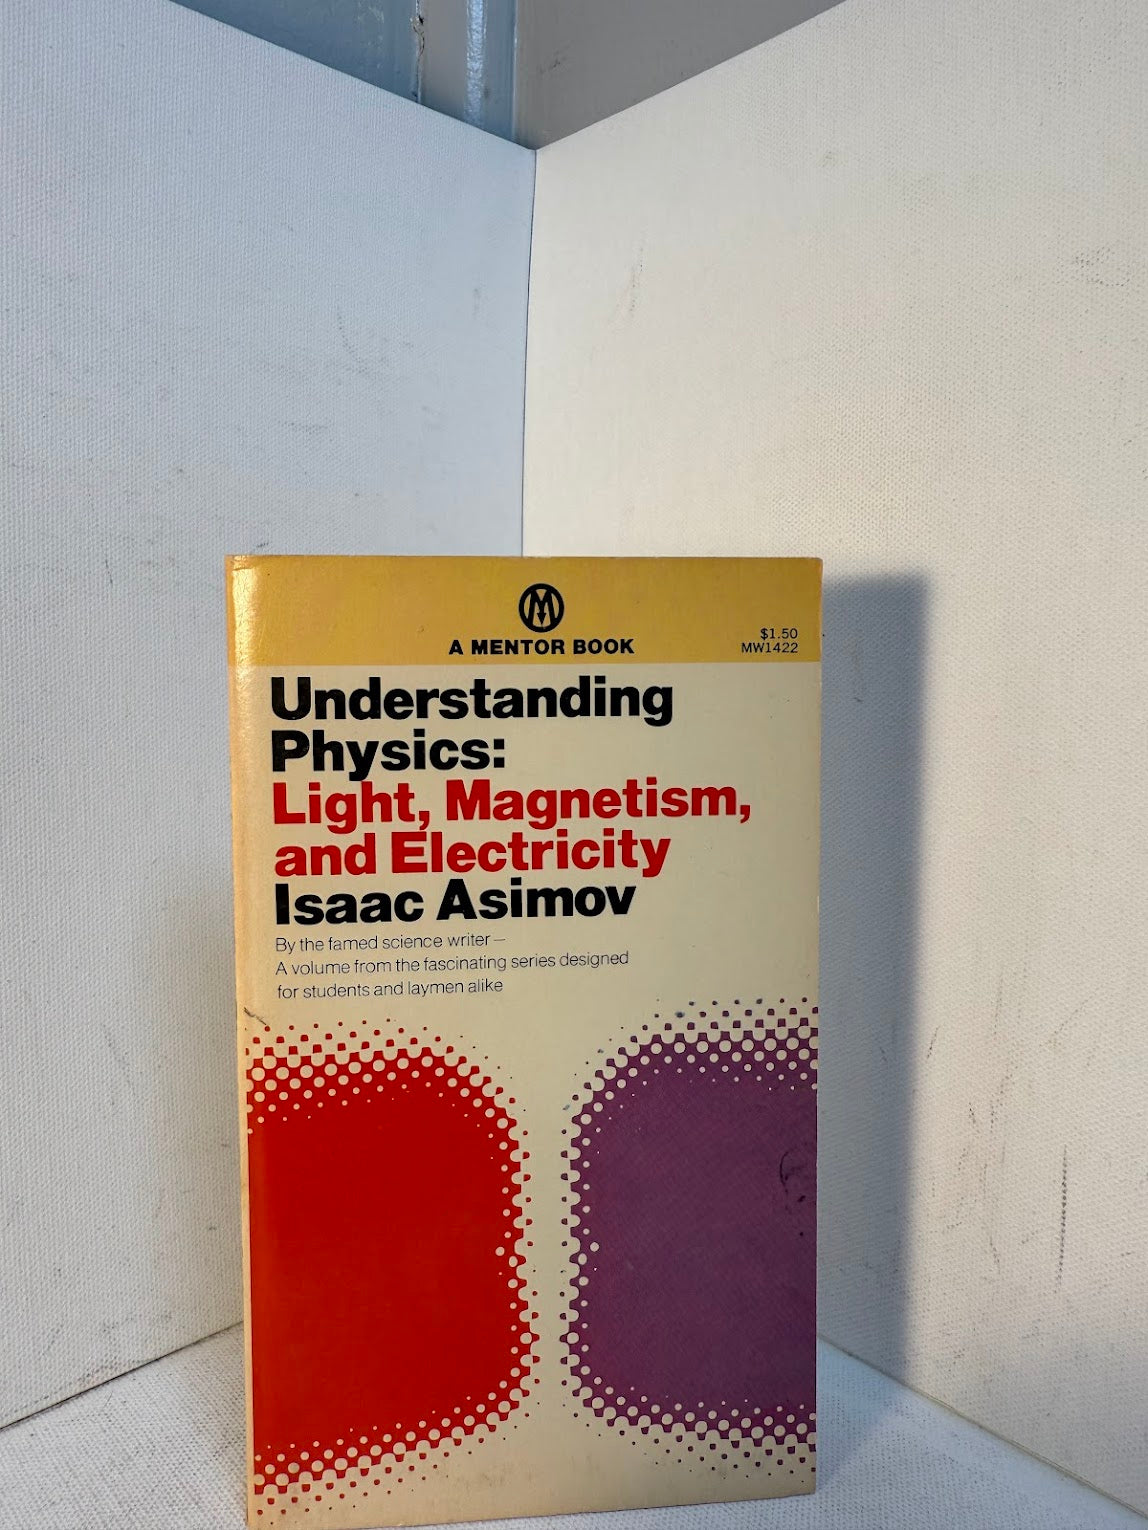 M
A MENTOR BOOK
$1.50
MW1422
Understanding
Physics:
Light, Magnetism,
and Electricity
Isaac Asimov
By the famed science writer—
A volume from the fascinating series designed
for students and laymen alike